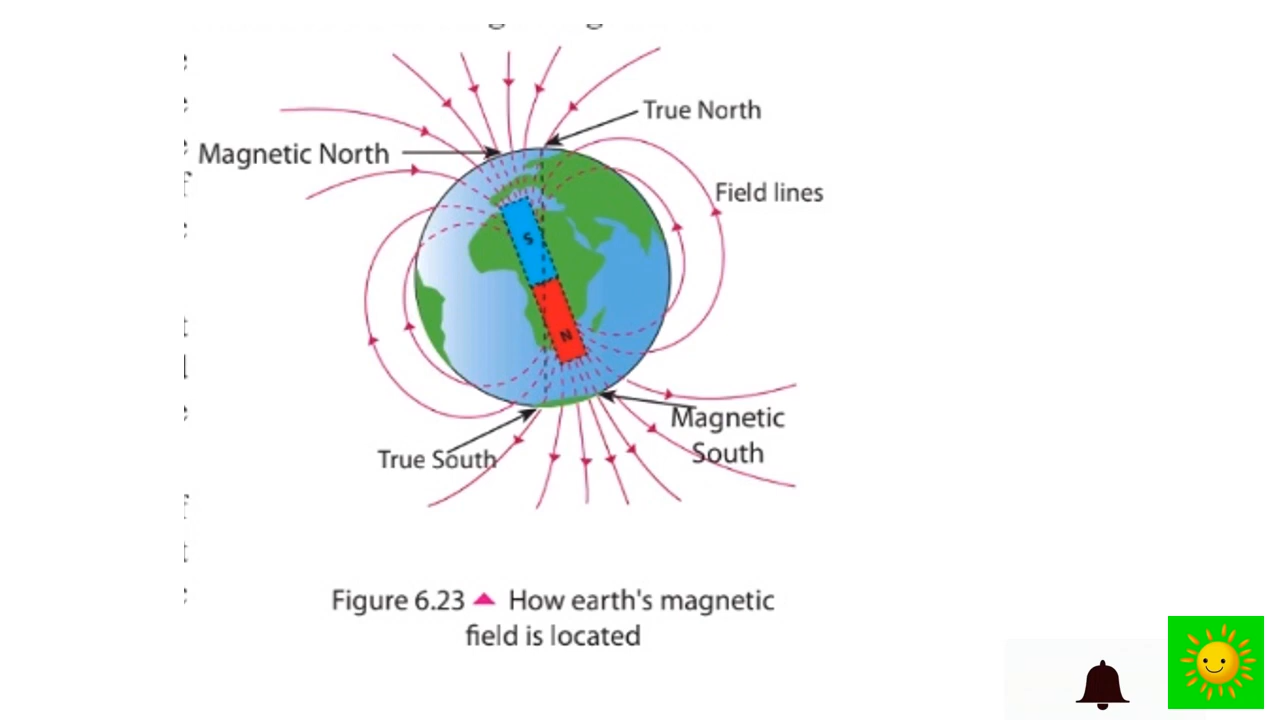 True North
Magnetic North
Field lines
S
N
Magnetic
South
True South
Figure 6.23 ▲ How earth's magnetic
field is located